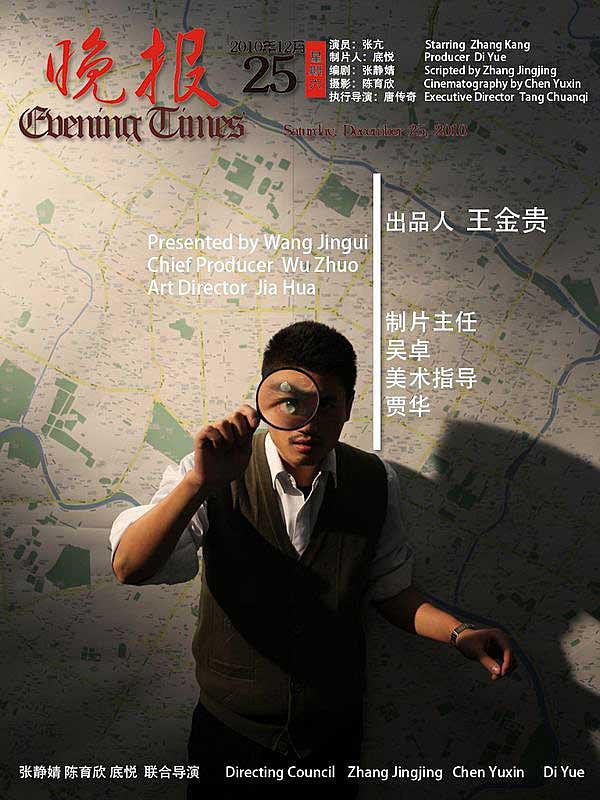 晚报
Evening Times
2010年12月
25
星期六
Saturday, December 25, 2010
演员：张亢 Starring Zhang Kang
制片人：底悦 Producer Di Yue
编剧：张静婧 Scripted by Zhang Jingjing
摄影：陈育欣 Cinematography by Chen Yuxin
执行导演：唐传奇 Executive Director Tang Chuanqi
出品人 王金贵
Presented by Wang Jingui
Chief Producer Wu Zhuo
Art Director Jia Hua
制片主任
吴卓
美术指导
贾华
张静婧 陈育欣 底悦 联合导演 Directing Council Zhang Jingjing Chen Yuxin Di Yue